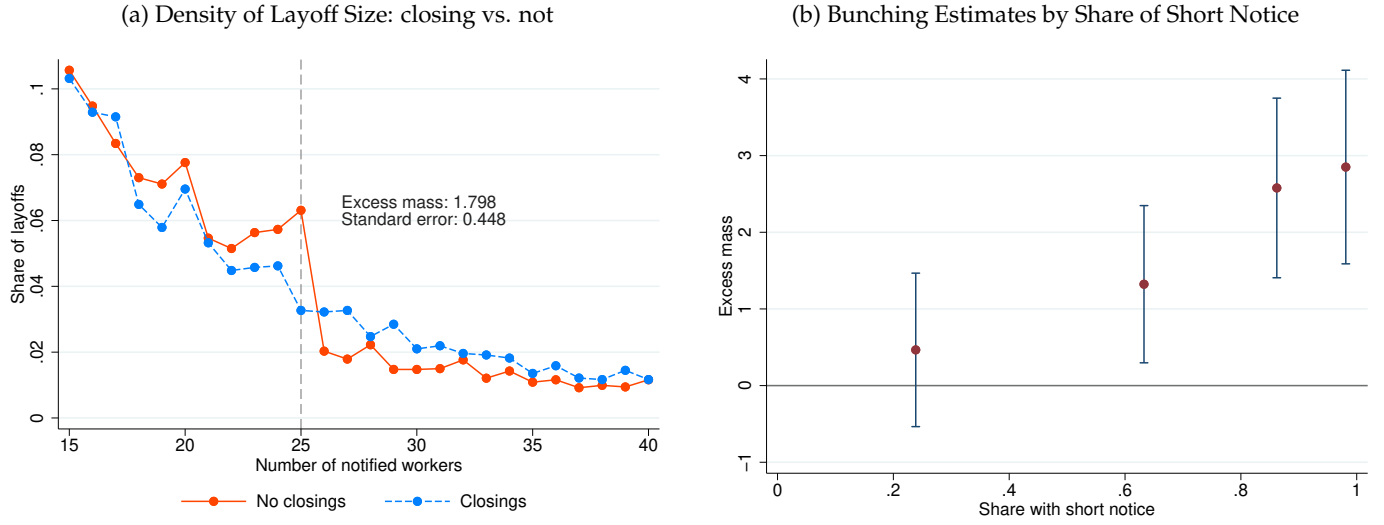 (a) Density of Layoff Size: closing vs. not
.1
.08
.06
.04
.02
0
Share of layoffs
Excess mass: 1.798
Standard error: 0.448
15 20 25 30 35 40
Number of notified workers
No closings Closings
(b) Bunching Estimates by Share of Short Notice
4
3
2
1
0
−1
Excess mass
0 .2 .4 .6 .8 1
Share with short notice